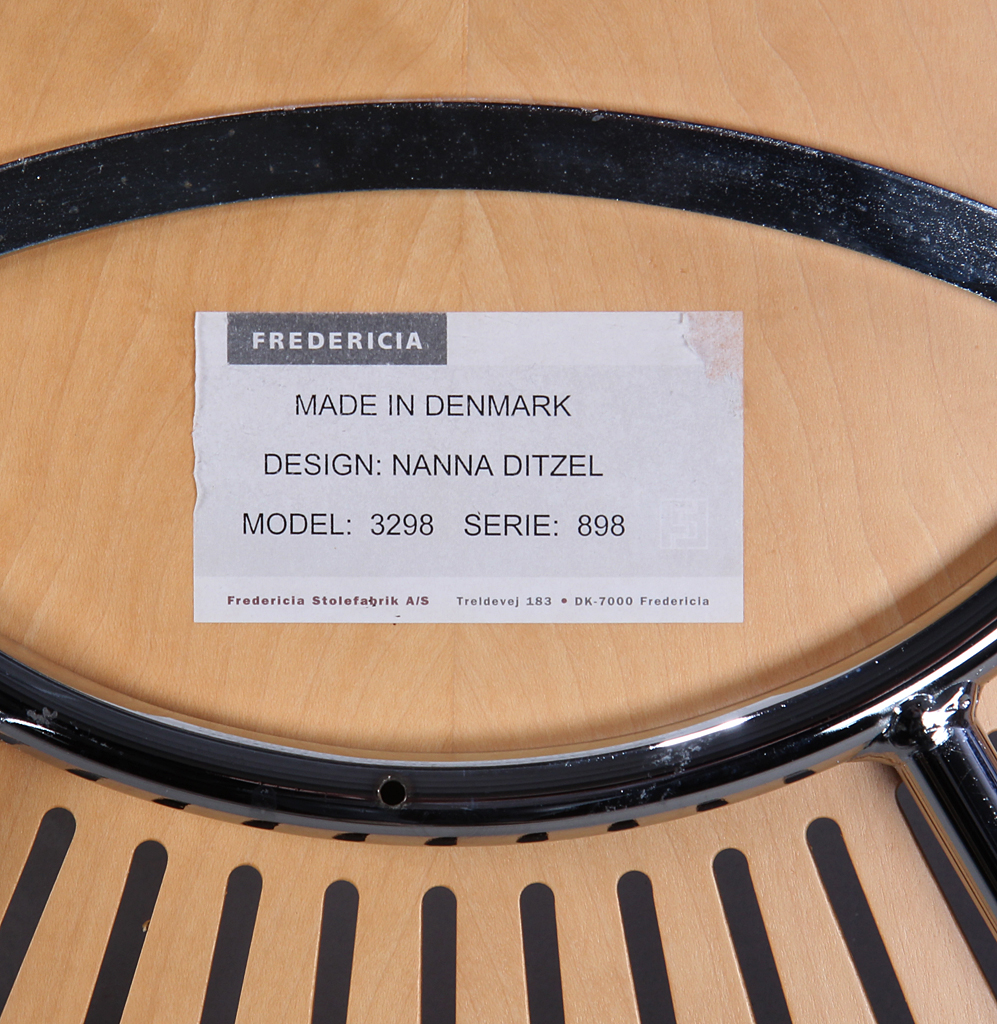 FREDERICIA
MADE IN DENMARK
DESIGN: NANNA DITZEL
MODEL: 3298 SERIE: 898
Fredericia Stolefabrik A/S Treldevej 183 • DK-7000 Fredericia